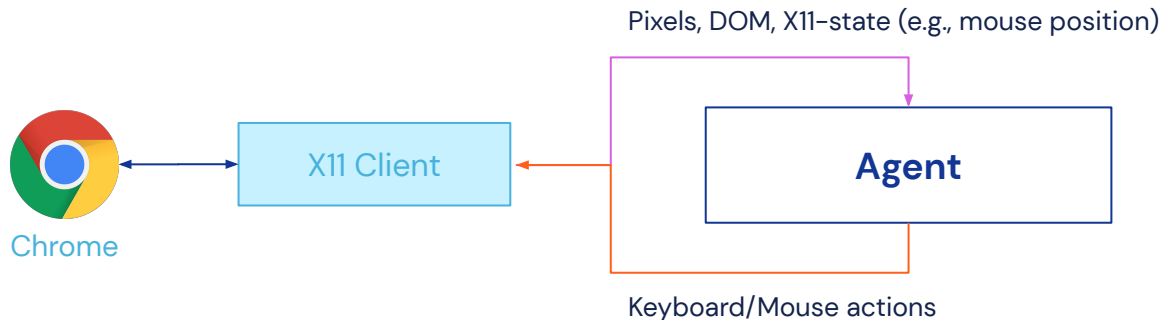 Pixels, DOM, X11-state (e.g., mouse position)
X11 Client
Agent
Chrome
Keyboard/Mouse actions